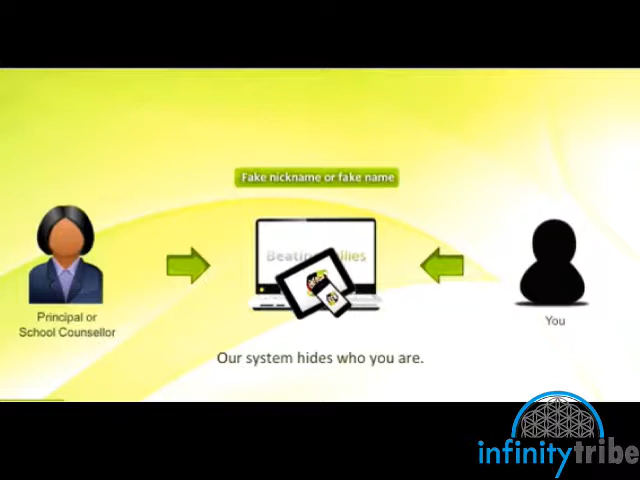 Fake nickname or fake name
Principal or
School Counsellor
You
Our system hides who you are.
infinitytribe